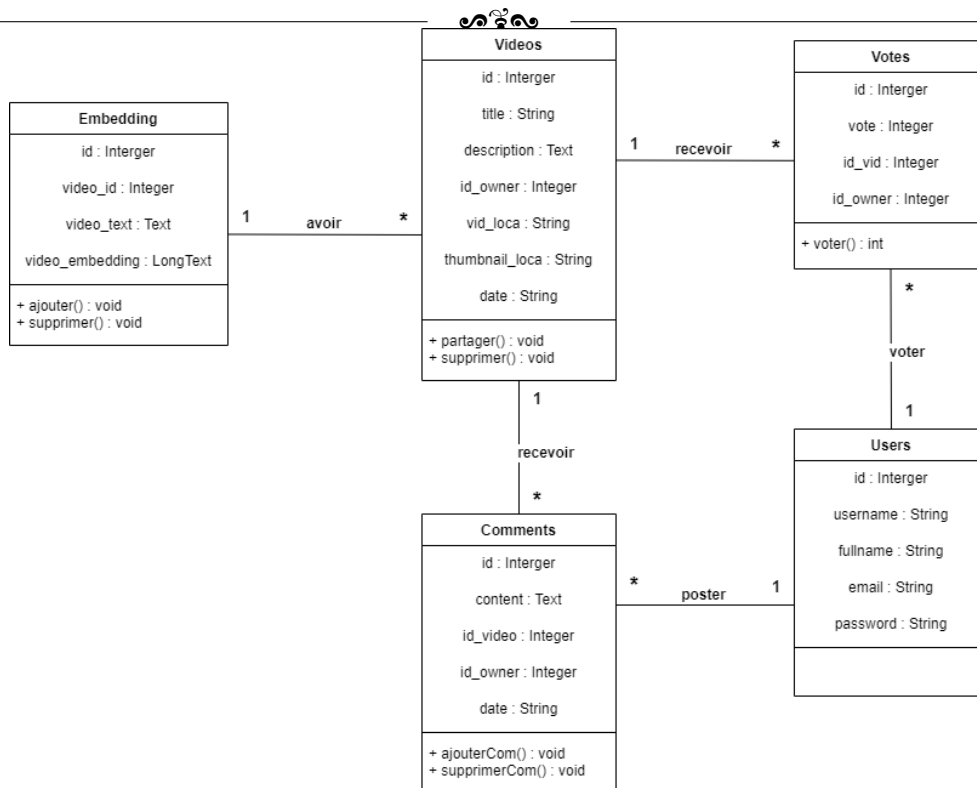 Videos
id : Interger
title : String
description : Text
id_owner : Integer
vid_loca : String
thumbnail_loca : String
date : String
+ partager() : void
+ supprimer() : void
Votes
id : Interger
vote : Integer
id_vid : Integer
id_owner : Integer
+ voter() : int
Embedding
id : Interger
video_id : Integer
video_text : Text
video_embedding : LongText
+ ajouter() : void
+ supprimer() : void
1 avoir *
1 recevoir *
*
voter
1
1
recevoir
*
Users
id : Interger
username : String
fullname : String
email : String
password : String
Comments
id : Interger
content : Text
id_video : Integer
id_owner : Integer
date : String
+ ajouterCom() : void
+ supprimerCom() : void
* poster 1